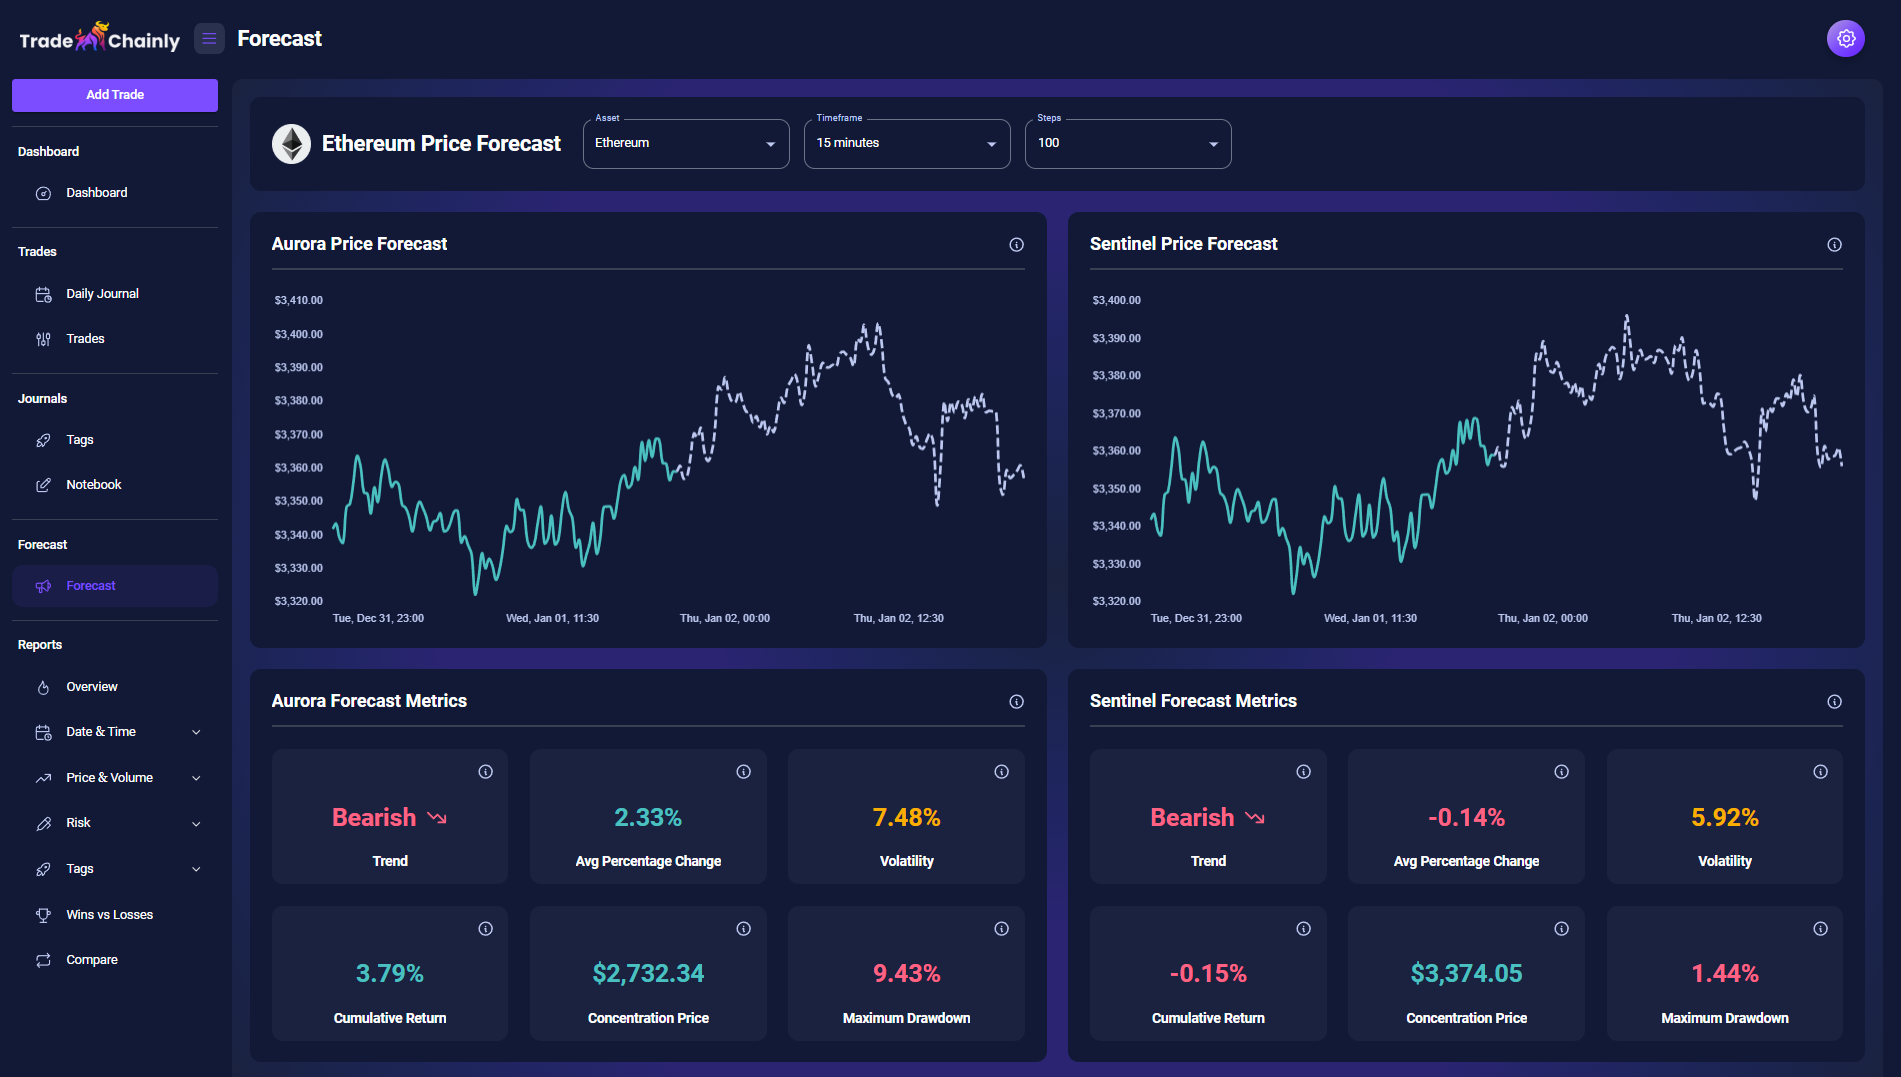 Trade Chainly
Forecast
Add Trade
Dashboard
Dashboard
Trades
Daily Journal
Trades
Journals
Tags
Notebook
Forecast
Forecast
Reports
Overview
Date & Time
Price & Volume
Risk
Tags
Wins vs Losses
Compare
Ethereum Price Forecast
Asset
Ethereum
Timeframe
15 minutes
Steps
100
Aurora Price Forecast
$3,410.00
$3,400.00
$3,390.00
$3,380.00
$3,370.00
$3,360.00
$3,350.00
$3,340.00
$3,330.00
$3,320.00
Tue, Dec 31, 23:00 Wed, Jan 01, 11:30 Thu, Jan 02, 00:00 Thu, Jan 02, 12:30
Sentinel Price Forecast
$3,400.00
$3,390.00
$3,380.00
$3,370.00
$3,360.00
$3,350.00
$3,340.00
$3,330.00
$3,320.00
Tue, Dec 31, 23:00 Wed, Jan 01, 11:30 Thu, Jan 02, 00:00 Thu, Jan 02, 12:30
Aurora Forecast Metrics
Bearish
Trend
2.33%
Avg Percentage Change
7.48%
Volatility
3.79%
Cumulative Return
$2,732.34
Concentration Price
9.43%
Maximum Drawdown
Sentinel Forecast Metrics
Bearish
Trend
-0.14%
Avg Percentage Change
5.92%
Volatility
-0.15%
Cumulative Return
$3,374.05
Concentration Price
1.44%
Maximum Drawdown